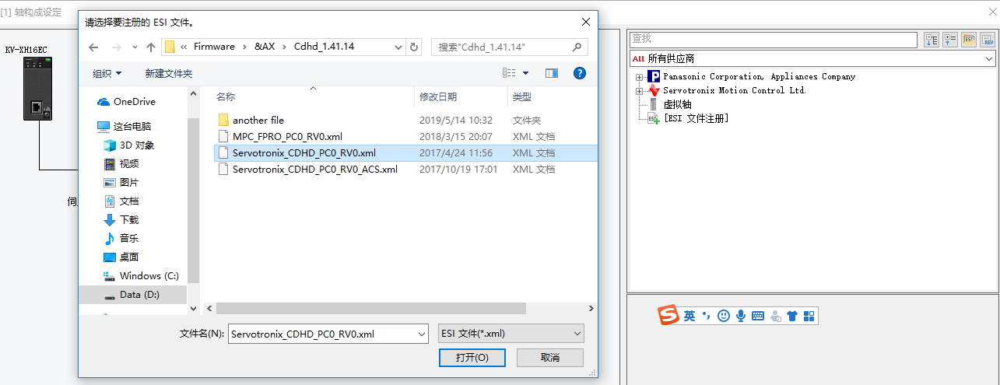 [1] 轴构成设定
KV-XH16EC
请选择要注册的 ESI 文件。
« Firmware > &AX > Cdhd_1.41.14
搜索"Cdhd_1.41.14"
组织 新建文件夹
OneDrive
这台电脑
3D 对象
视频
图片
文档
下载
音乐
桌面
Windows (C:)
Data (D:)
名称 修改日期 类型
another file 2019/5/14 10:32 文件夹
MPC_FPRO_PC0_RV0.xml 2018/3/15 20:07 XML 文档
Servotronix_CDHD_PC0_RV0.xml 2017/4/24 11:56 XML 文档
Servotronix_CDHD_PC0_RV0_ACS.xml 2017/10/19 17:01 XML 文档
文件名(N): Servotronix_CDHD_PC0_RV0.xml ESI 文件(*.xml)
打开(O) 取消
查找
ESI
REV
All 所有供应商
Panasonic Corporation, Appliances Company
Servotronix Motion Control Ltd.
虚拟轴
ESI [ESI 文件注册]
S 英